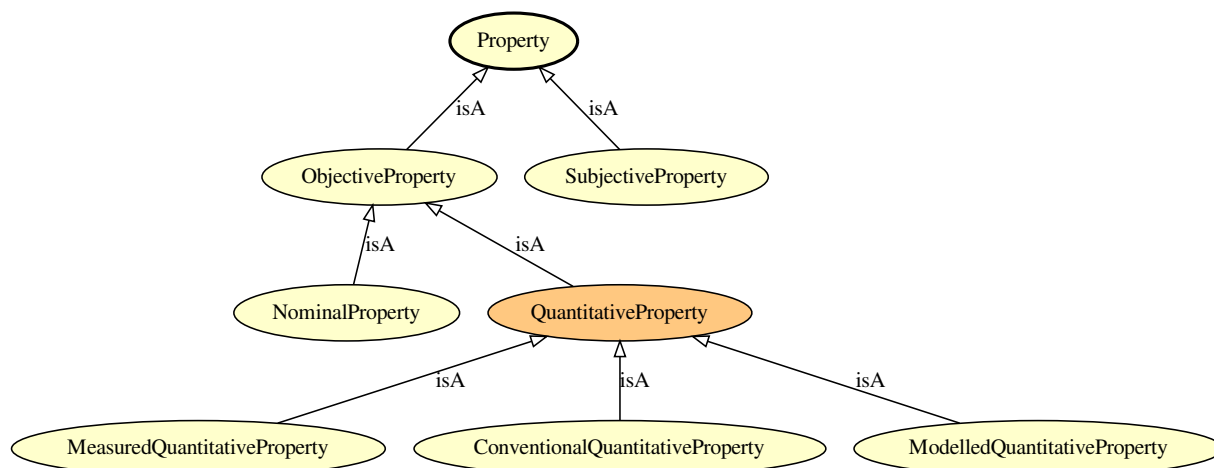 Property
isA
isA
ObjectiveProperty
SubjectiveProperty
isA
isA
NominalProperty
QuantitativeProperty
isA
isA
isA
MeasuredQuantitativeProperty
ConventionalQuantitativeProperty
ModelledQuantitativeProperty